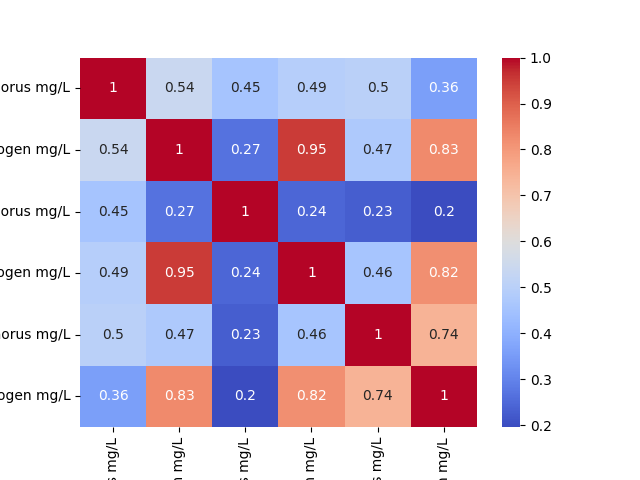 orus mg/L 1 0.54 0.45 0.49 0.5 0.36
ogen mg/L 0.54 1 0.27 0.95 0.47 0.83
orus mg/L 0.45 0.27 1 0.24 0.23 0.2
ogen mg/L 0.49 0.95 0.24 1 0.46 0.82
orus mg/L 0.5 0.47 0.23 0.46 1 0.74
ogen mg/L 0.36 0.83 0.2 0.82 0.74 1
s mg/L
n mg/L
s mg/L
n mg/L
s mg/L
n mg/L
1.0
0.9
0.8
0.7
0.6
0.5
0.4
0.3
0.2